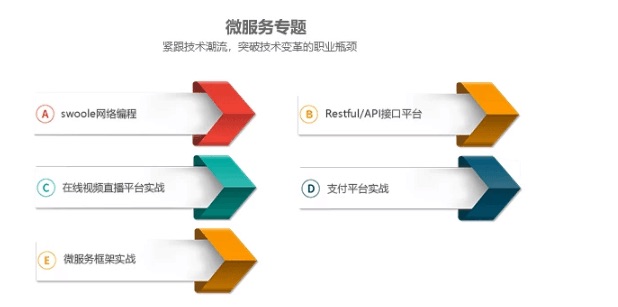 微服务专题
紧跟技术潮流，突破技术变革的职业瓶颈
A swoole网络编程
B Restful/API接口平台
C 在线视频直播平台实战
D 支付平台实战
E 微服务框架实战